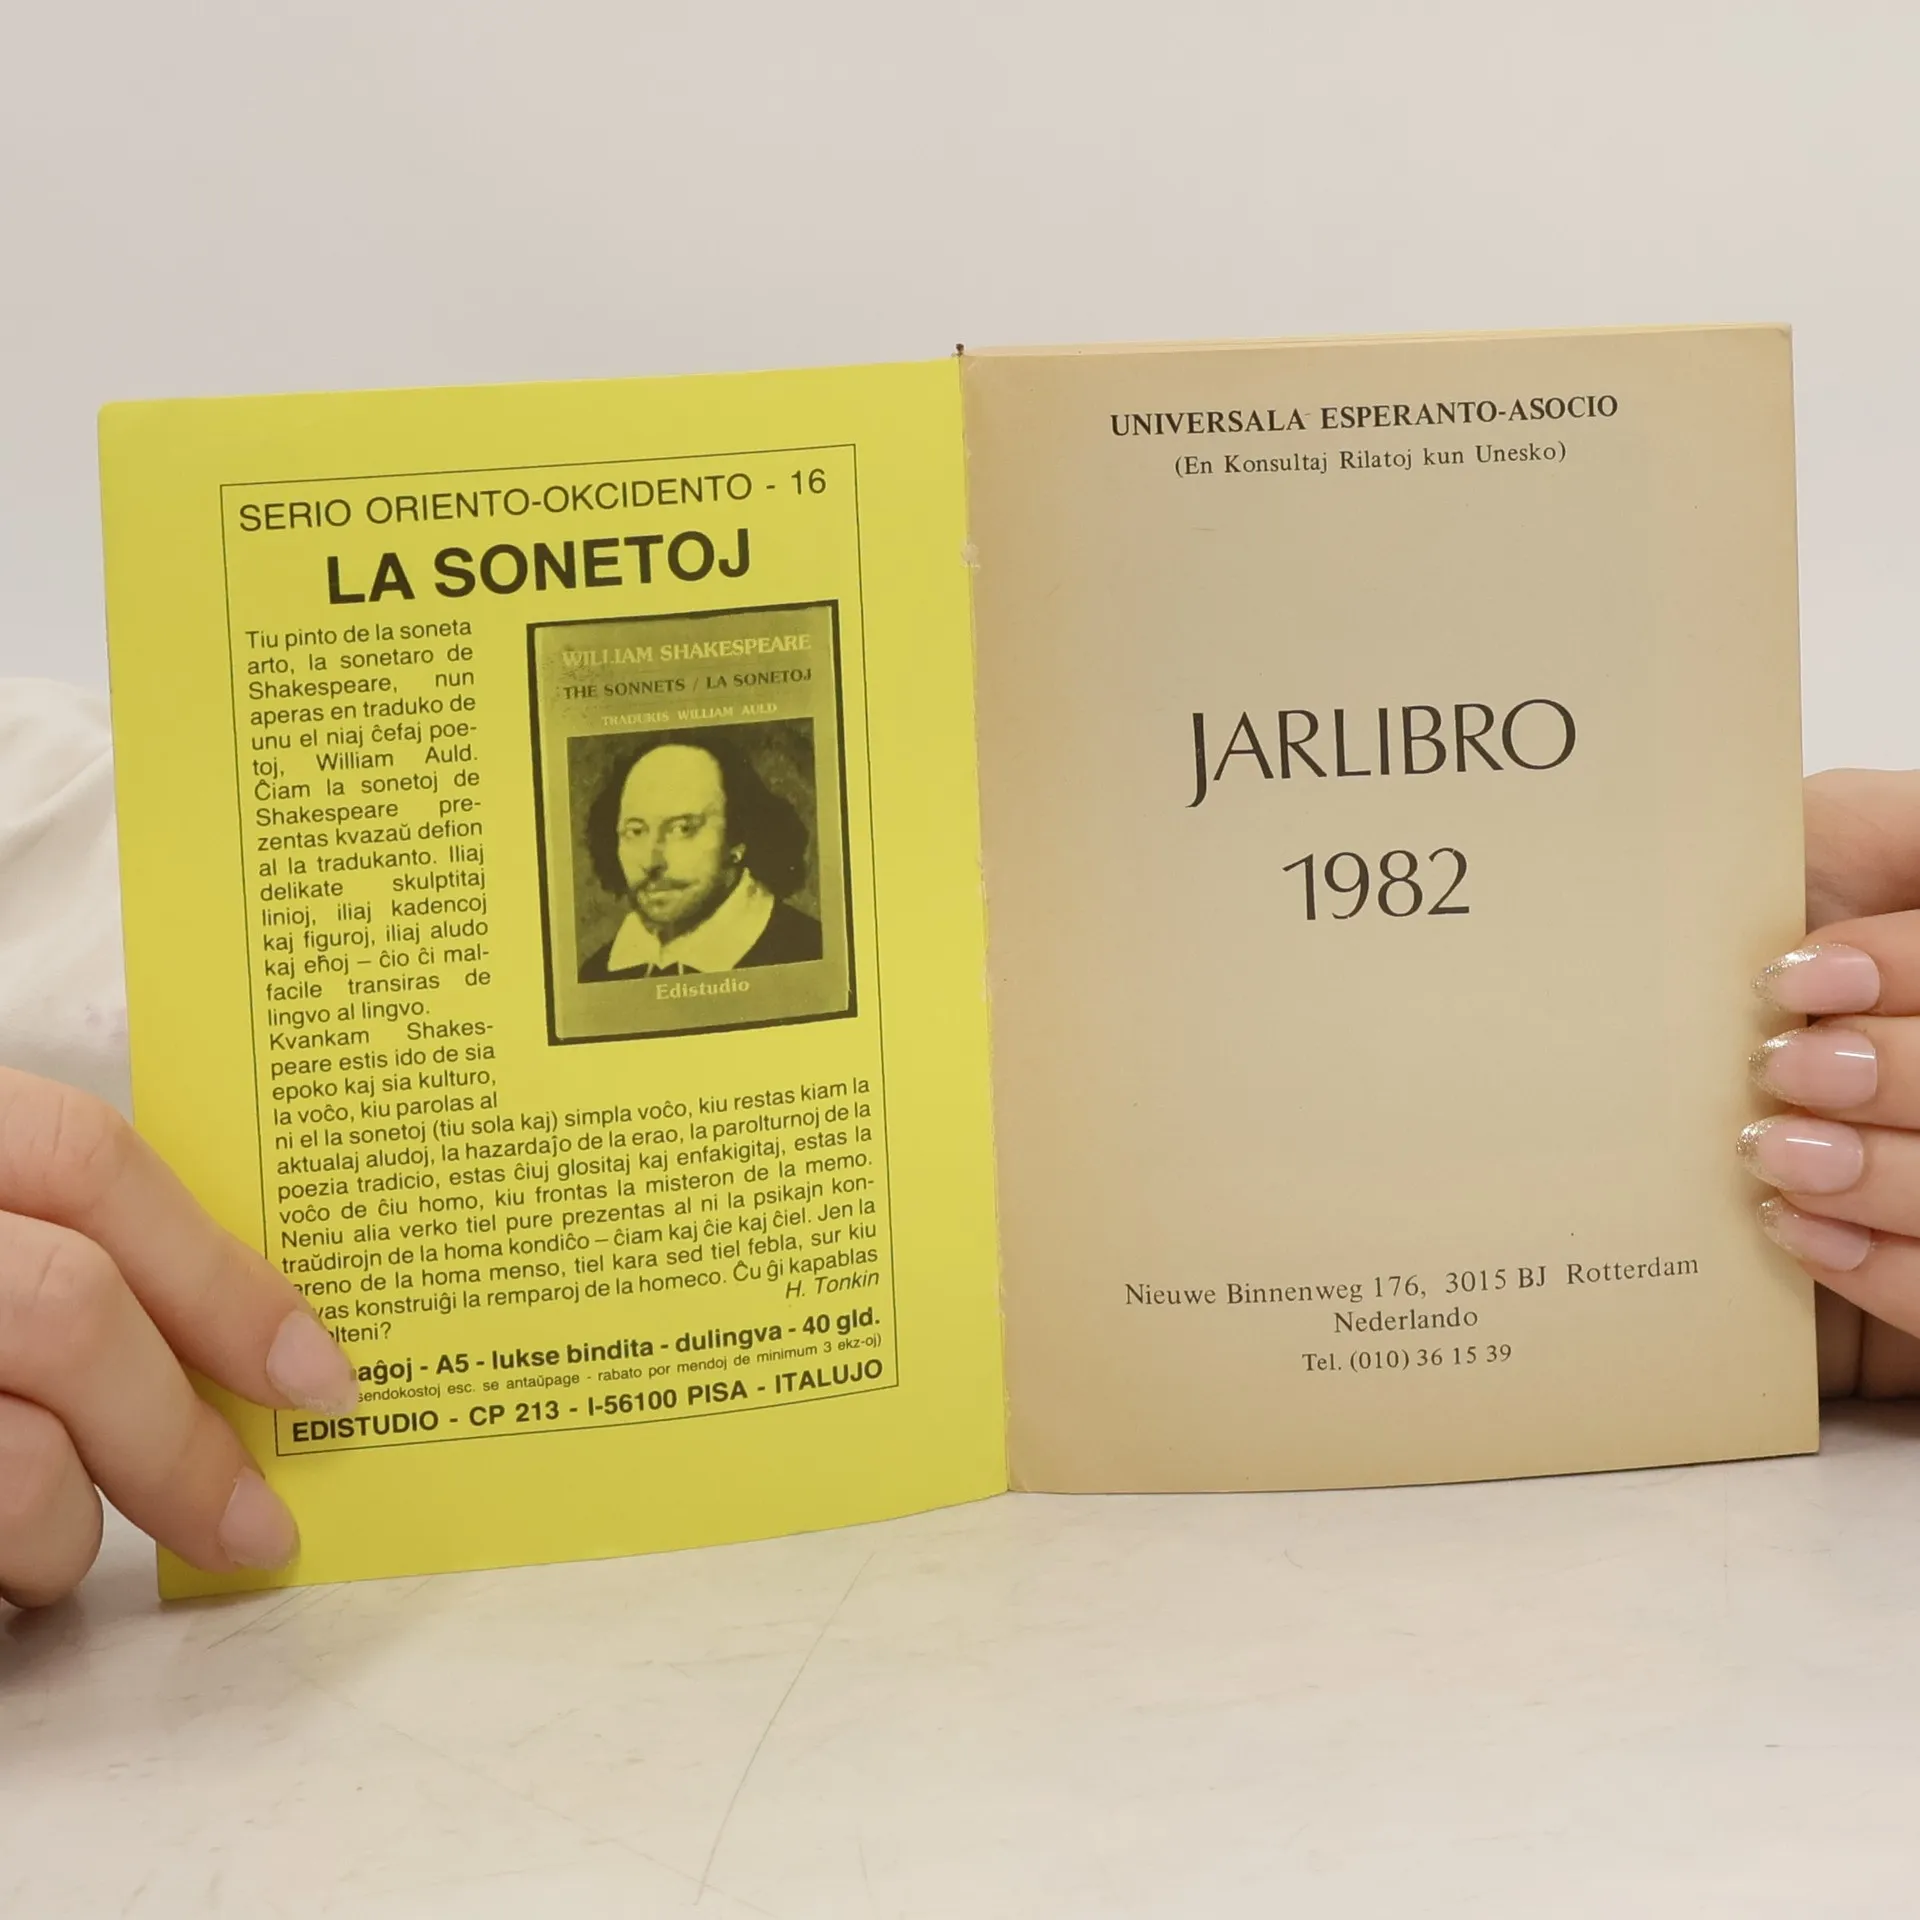 SERIO ORIENTO-OKCIDENTO - 16
LA SONETOJ
Tiu pinto de la soneta
arto, la sonetaro de
Shakespeare, nun
aperas en traduko de
unu el niaj ĉefaj poe-
toj, William Auld.
Ĉiam la sonetoj de
Shakespeare pre-
zentas kvazaŭ defion
al la tradukanto. Iliaj
delikate skulptitaj
linioj, iliaj kadencoj
kaj figuroj, iliaj aludo
kaj eĥoj – ĉio ĉi mal-
facile transiras de
lingvo al lingvo.
Kvankam Shakes-
peare estis ido de sia
epoko kaj sia kulturo,
la voĉo, kiu parolas al
ni el la sonetoj (tiu sola kaj) simpla voĉo, kiu restas kiam la
aktualaj aludoj, la hazardaĵo de la erao, la parolturnoj de la
poezia tradicio, estas ĉiuj glositaj kaj enfakigitaj, estas la
voĉo de ĉiu homo, kiu frontas la misteron de la memo.
Neniu alia verko tiel pure prezentas al ni la psikajn kon-
traŭdirojn de la homa kondiĉo – ĉiam kaj ĉie kaj ĉiel. Jen la
reno de la homa menso, tiel kara sed tiel febla, sur kiu
vas konstruiĝi la remparoj de la homeco. Ĉu ĝi kapablas
lteni?
H. Tonkin
aĝoj - A5 - lukse bindita - dulingva - 40 gld.
sendokostoj esc. se antaŭpage - rabato por mendoj de minimum 3 ekz-oj)
EDISTUDIO - CP 213 - I-56100 PISA - ITALUJO
WILLIAM SHAKESPEARE
THE SONNETS / LA SONETOJ
TRADUKIS WILLIAM AULD
Edistudio
UNIVERSALA ESPERANTO-ASOCIO
(En Konsultaj Rilatoj kun Unesko)
JARLIBRO
1982
Nieuwe Binnenweg 176, 3015 BJ Rotterdam
Nederlando
Tel. (010) 36 15 39